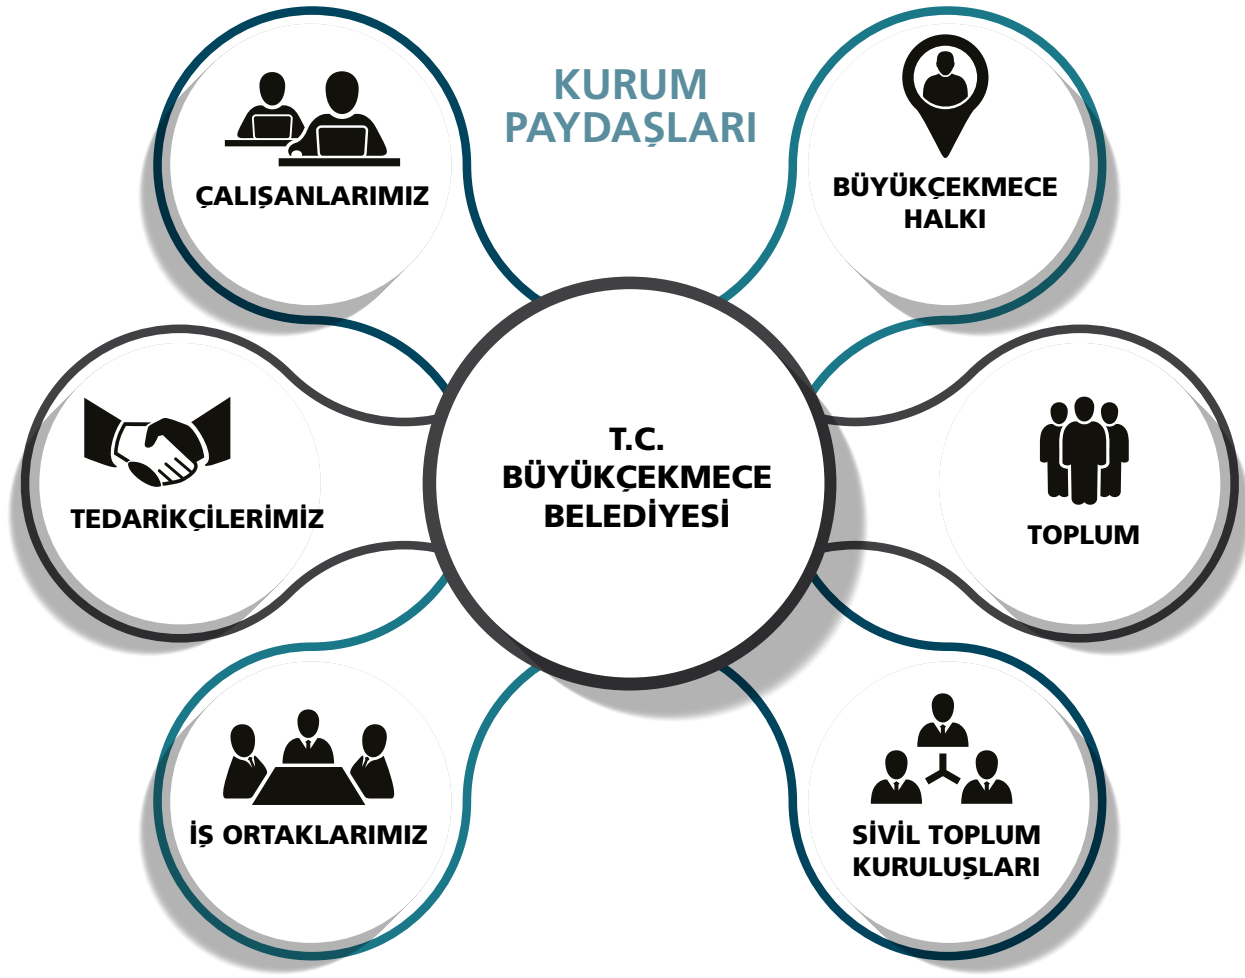 KURUM
PAYDAŞLARI
ÇALIŞANLARIMIZ
BÜYÜKÇEKMECE
HALKI
TEDARİKÇİLERİMİZ
T.C.
BÜYÜKÇEKMECE
BELEDİYESİ
TOPLUM
İŞ ORTAKLARIMIZ
SİVİL TOPLUM
KURULUŞLARI